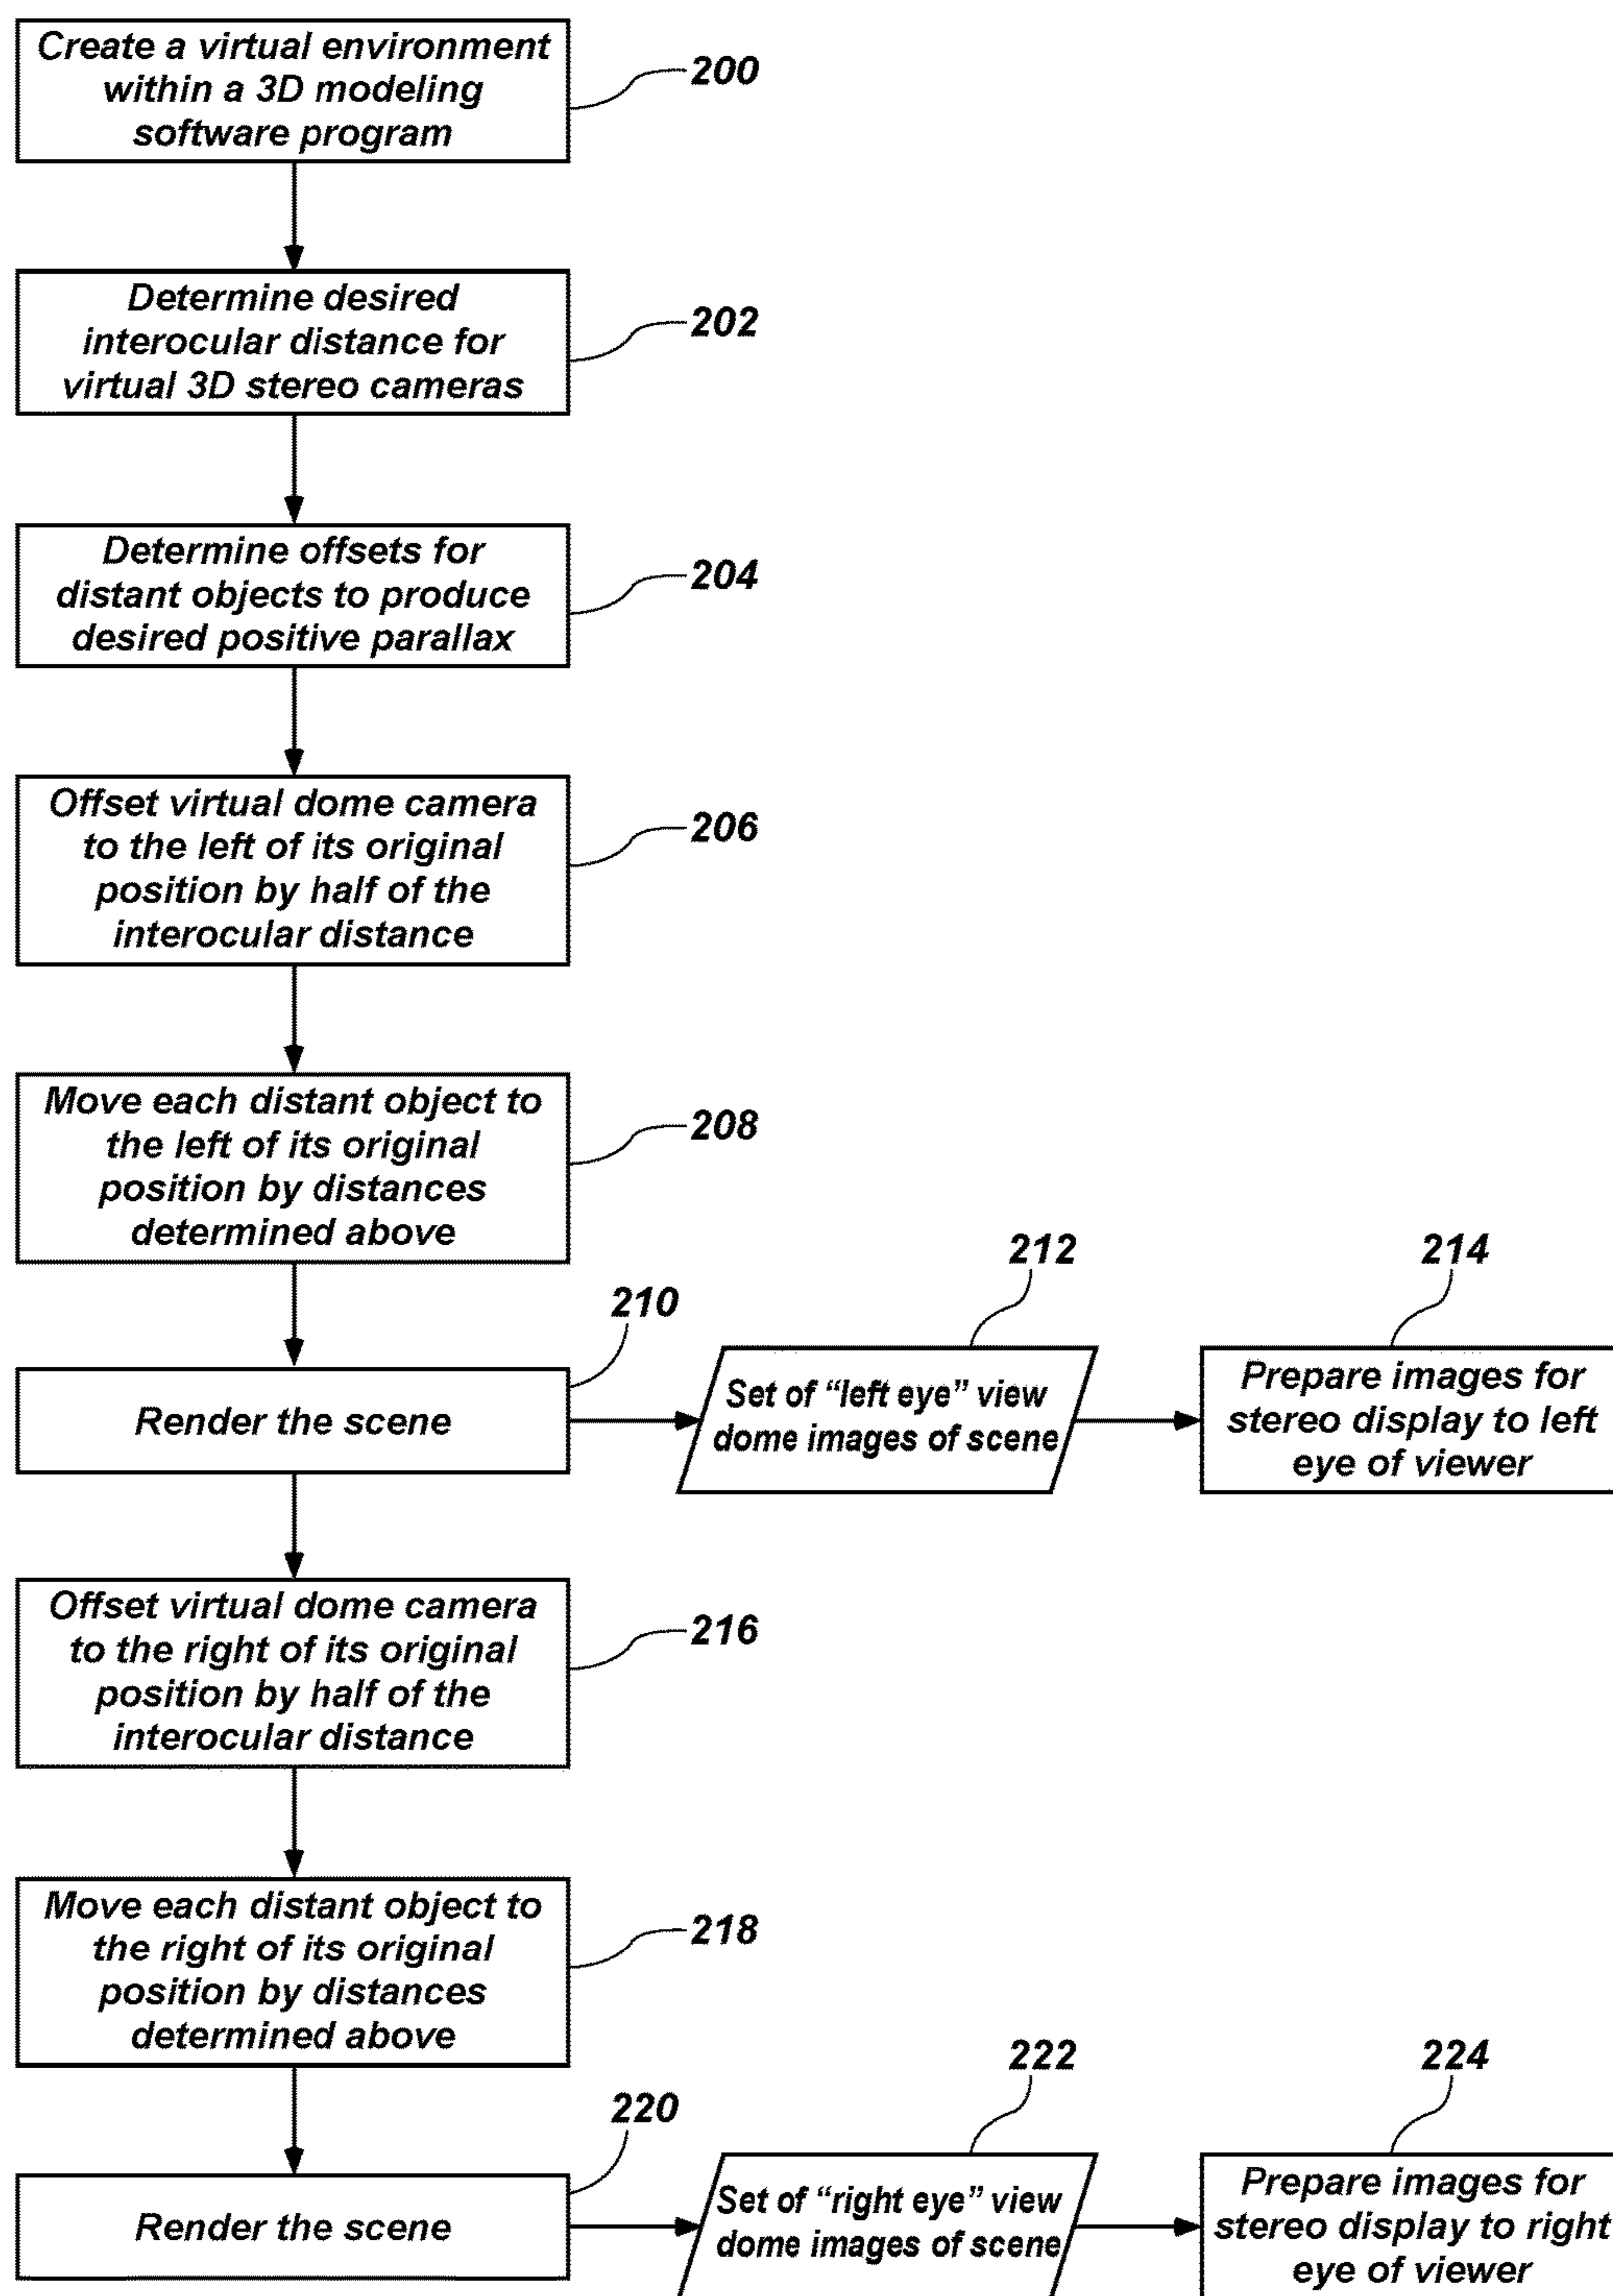 Create a virtual environment
within a 3D modeling
software program
200
Determine desired
interocular distance for
virtual 3D stereo cameras
202
Determine offsets for
distant objects to produce
desired positive parallax
204
Offset virtual dome camera
to the left of its original
position by half of the
interocular distance
206
Move each distant object to
the left of its original
position by distances
determined above
208
Render the scene
210
Set of “left eye” view
dome images of scene
212
Prepare images for
stereo display to left
eye of viewer
214
Offset virtual dome camera
to the right of its original
position by half of the
interocular distance
216
Move each distant object to
the right of its original
position by distances
determined above
218
Render the scene
220
Set of “right eye” view
dome images of scene
222
Prepare images for
stereo display to right
eye of viewer
224